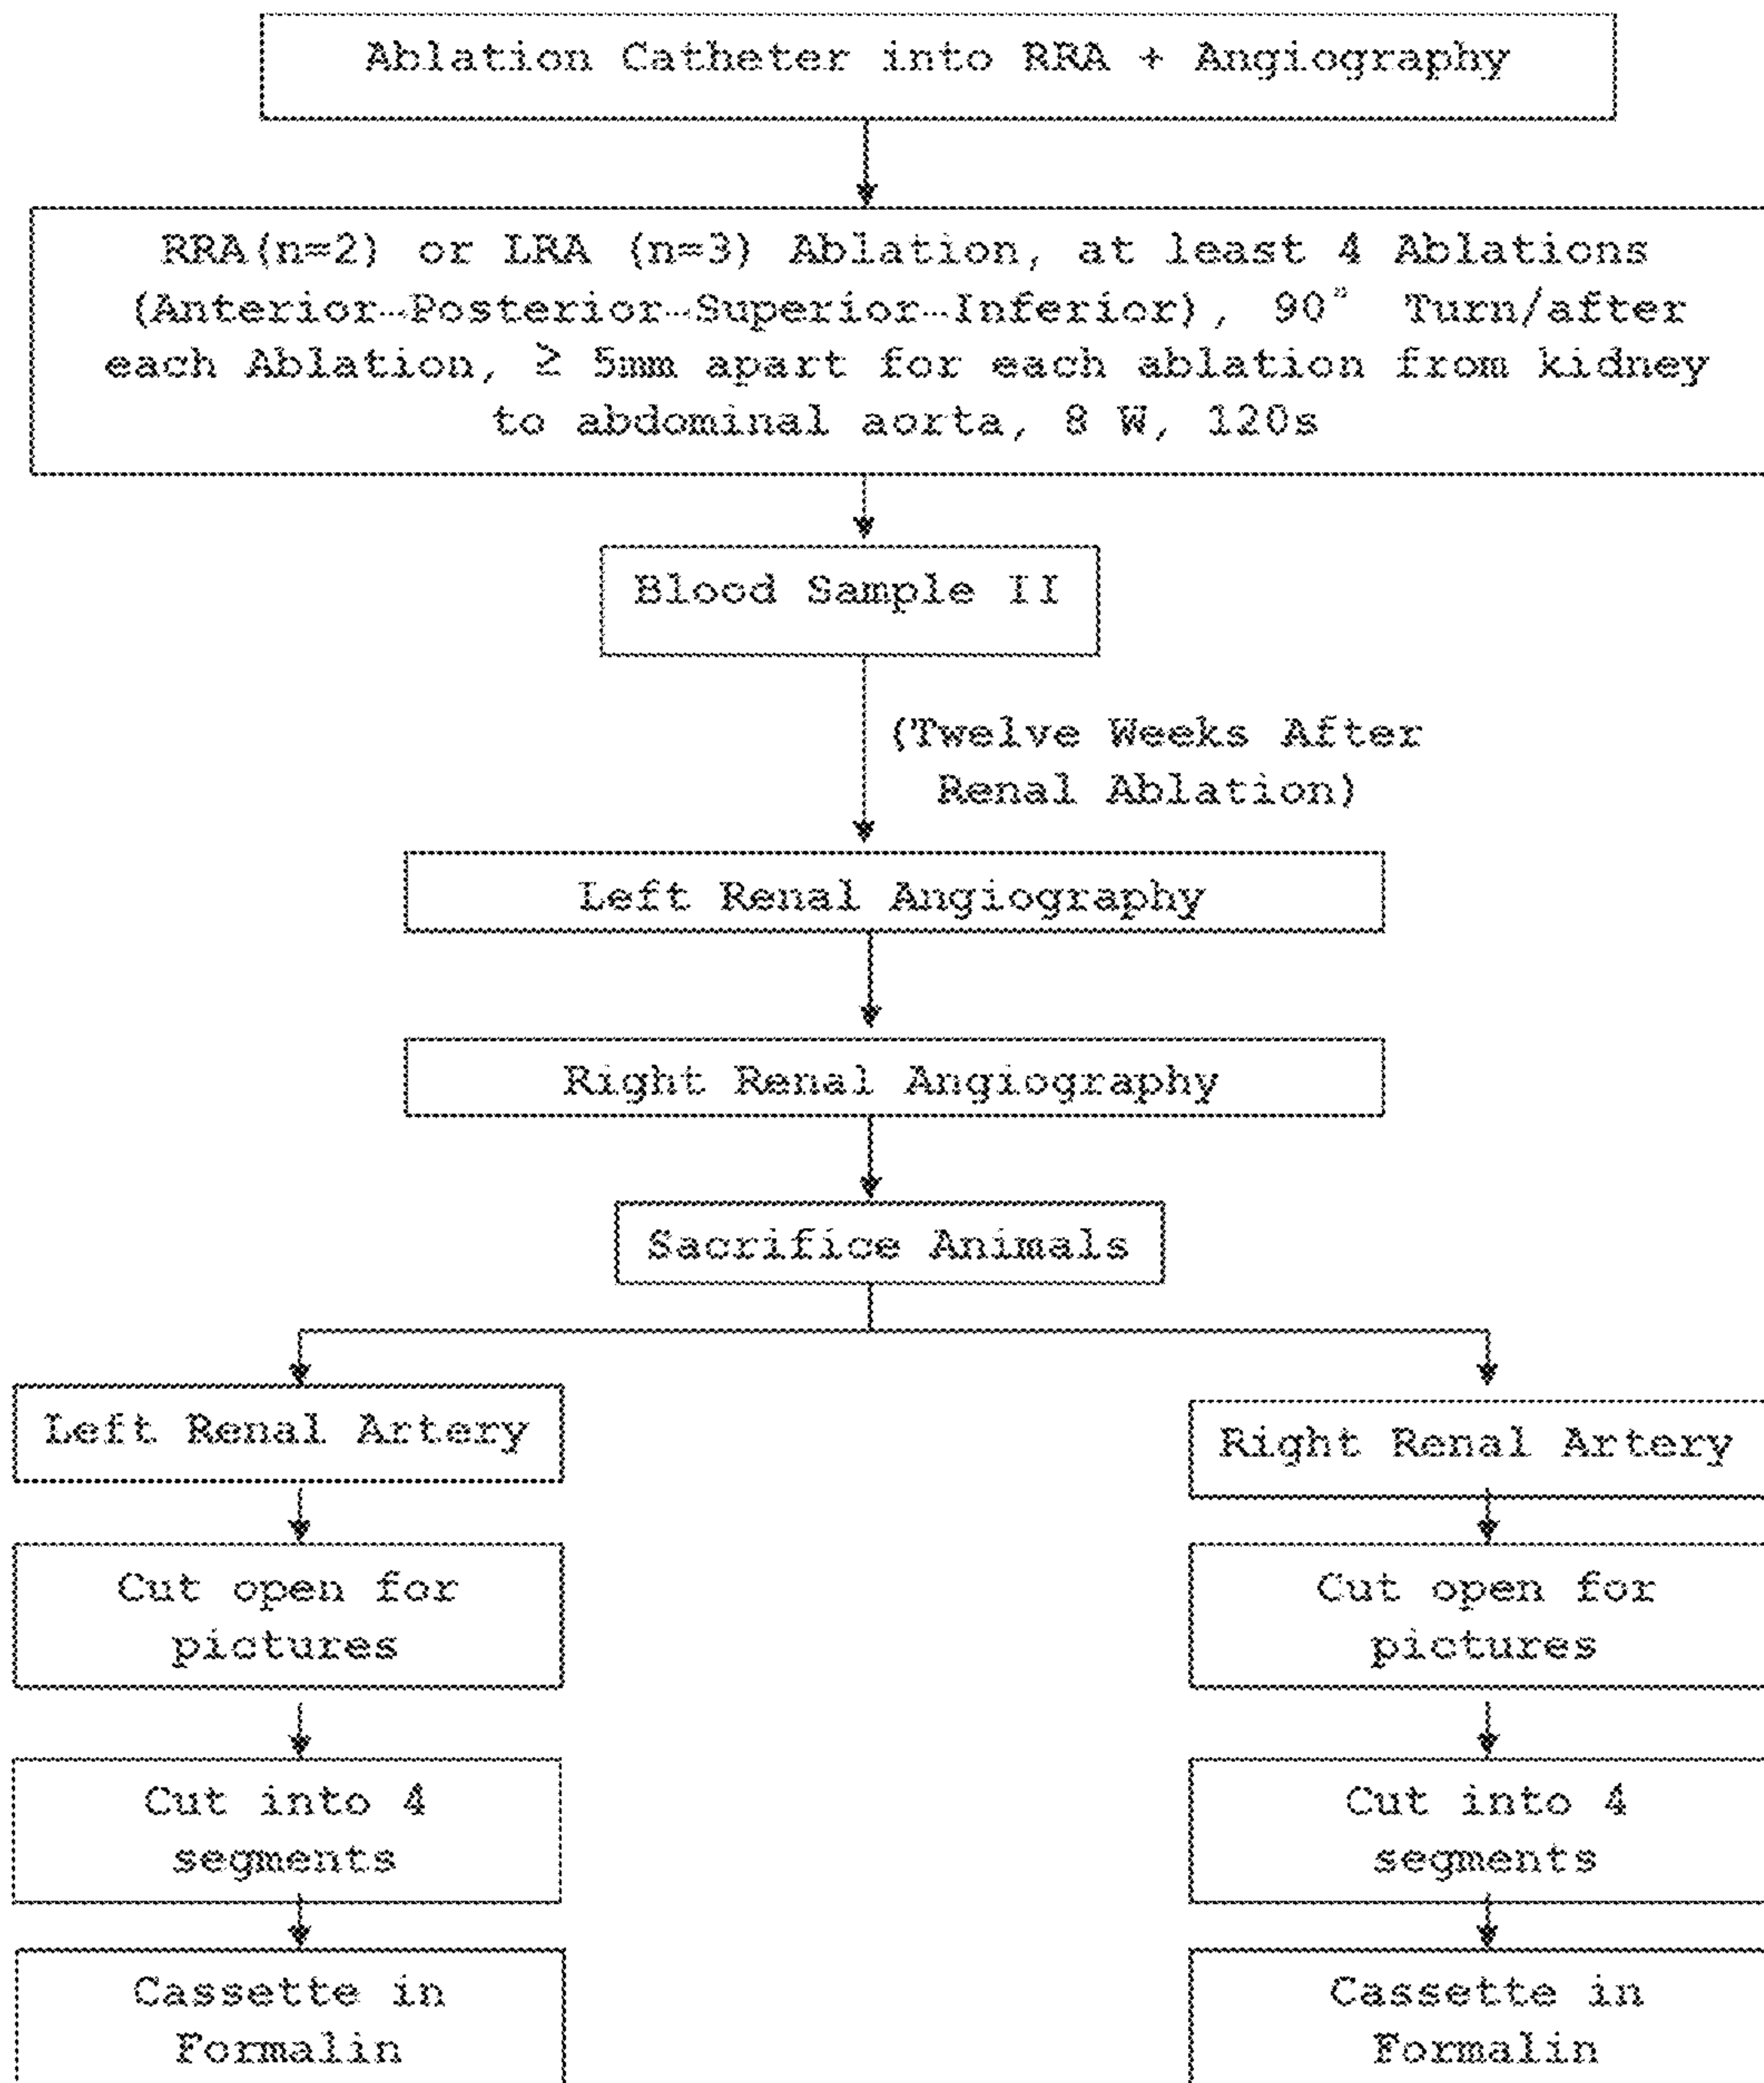 Ablation Catheter into RRA + Angiography
RRA(n=2) or LRA (n=3) Ablation, at least 4 Ablations
(Anterior→Posterior→Superior→Inferior), 90° Turn/after
each Ablation, ≥ 5mm apart for each ablation from kidney
to abdominal aorta, 8 W, 120s
Blood Sample II
(Twelve Weeks After
Renal Ablation)
Left Renal Angiography
Right Renal Angiography
Sacrifice Animals
Left Renal Artery
Cut open for
pictures
Cut into 4
segments
Cassette in
Formalin
Right Renal Artery
Cut open for
pictures
Cut into 4
segments
Cassette in
Formalin